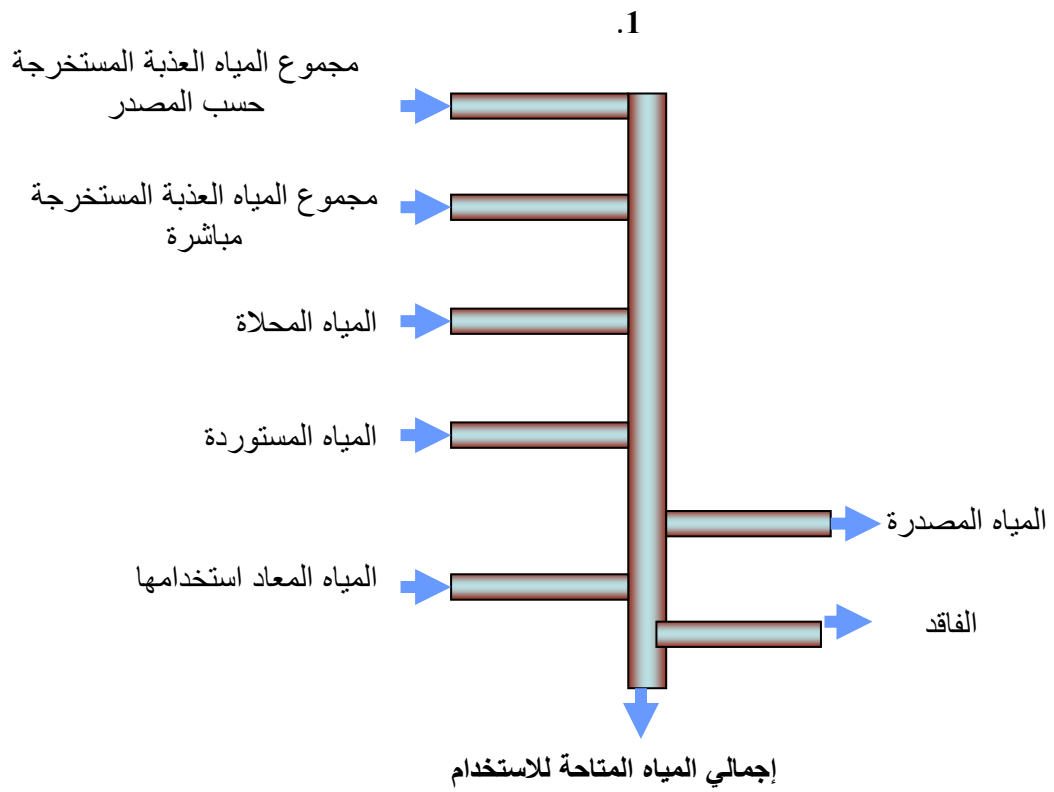 .1
مجموع المياه العذبة المستخرجة
حسب المصدر
مجموع المياه العذبة المستخرجة
مباشرة
المياه المحلاة
المياه المستوردة
المياه المصدرة
المياه المعاد استخدامها
الفاقد
إجمالي المياه المتاحة للاستخدام